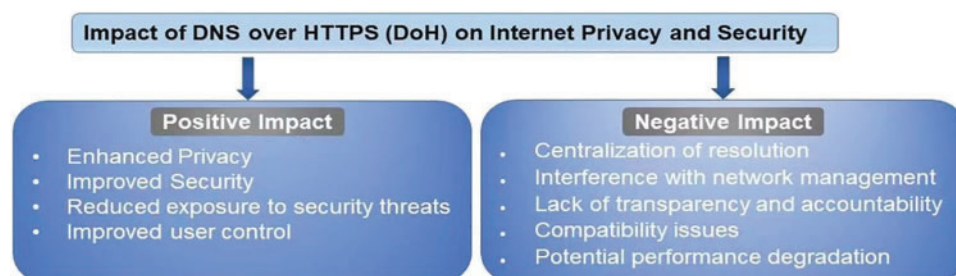 Impact of DNS over HTTPS (DoH) on Internet Privacy and Security
Positive Impact
• Enhanced Privacy
• Improved Security
• Reduced exposure to security threats
• Improved user control
Negative Impact
• Centralization of resolution
• Interference with network management
• Lack of transparency and accountability
• Compatibility issues
• Potential performance degradation